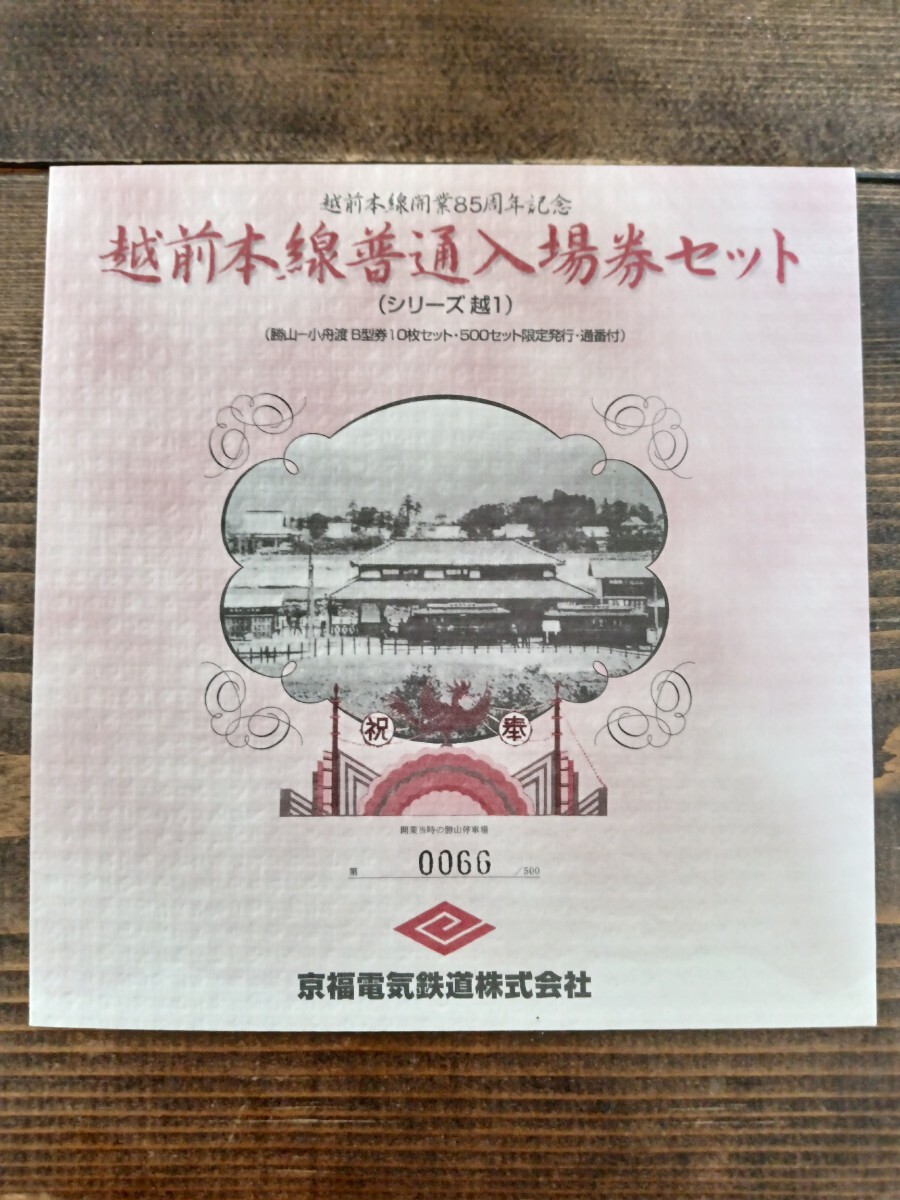 越前本線開業85周年記念
越前本線普通入場券セット
(シリーズ 越1)
(勝山ー小舟渡 B型券10枚セット・500セット限定発行・通番付)
祝 奉
開業当時の勝山停車場
第 0066 /500
京福電気鉄道株式会社